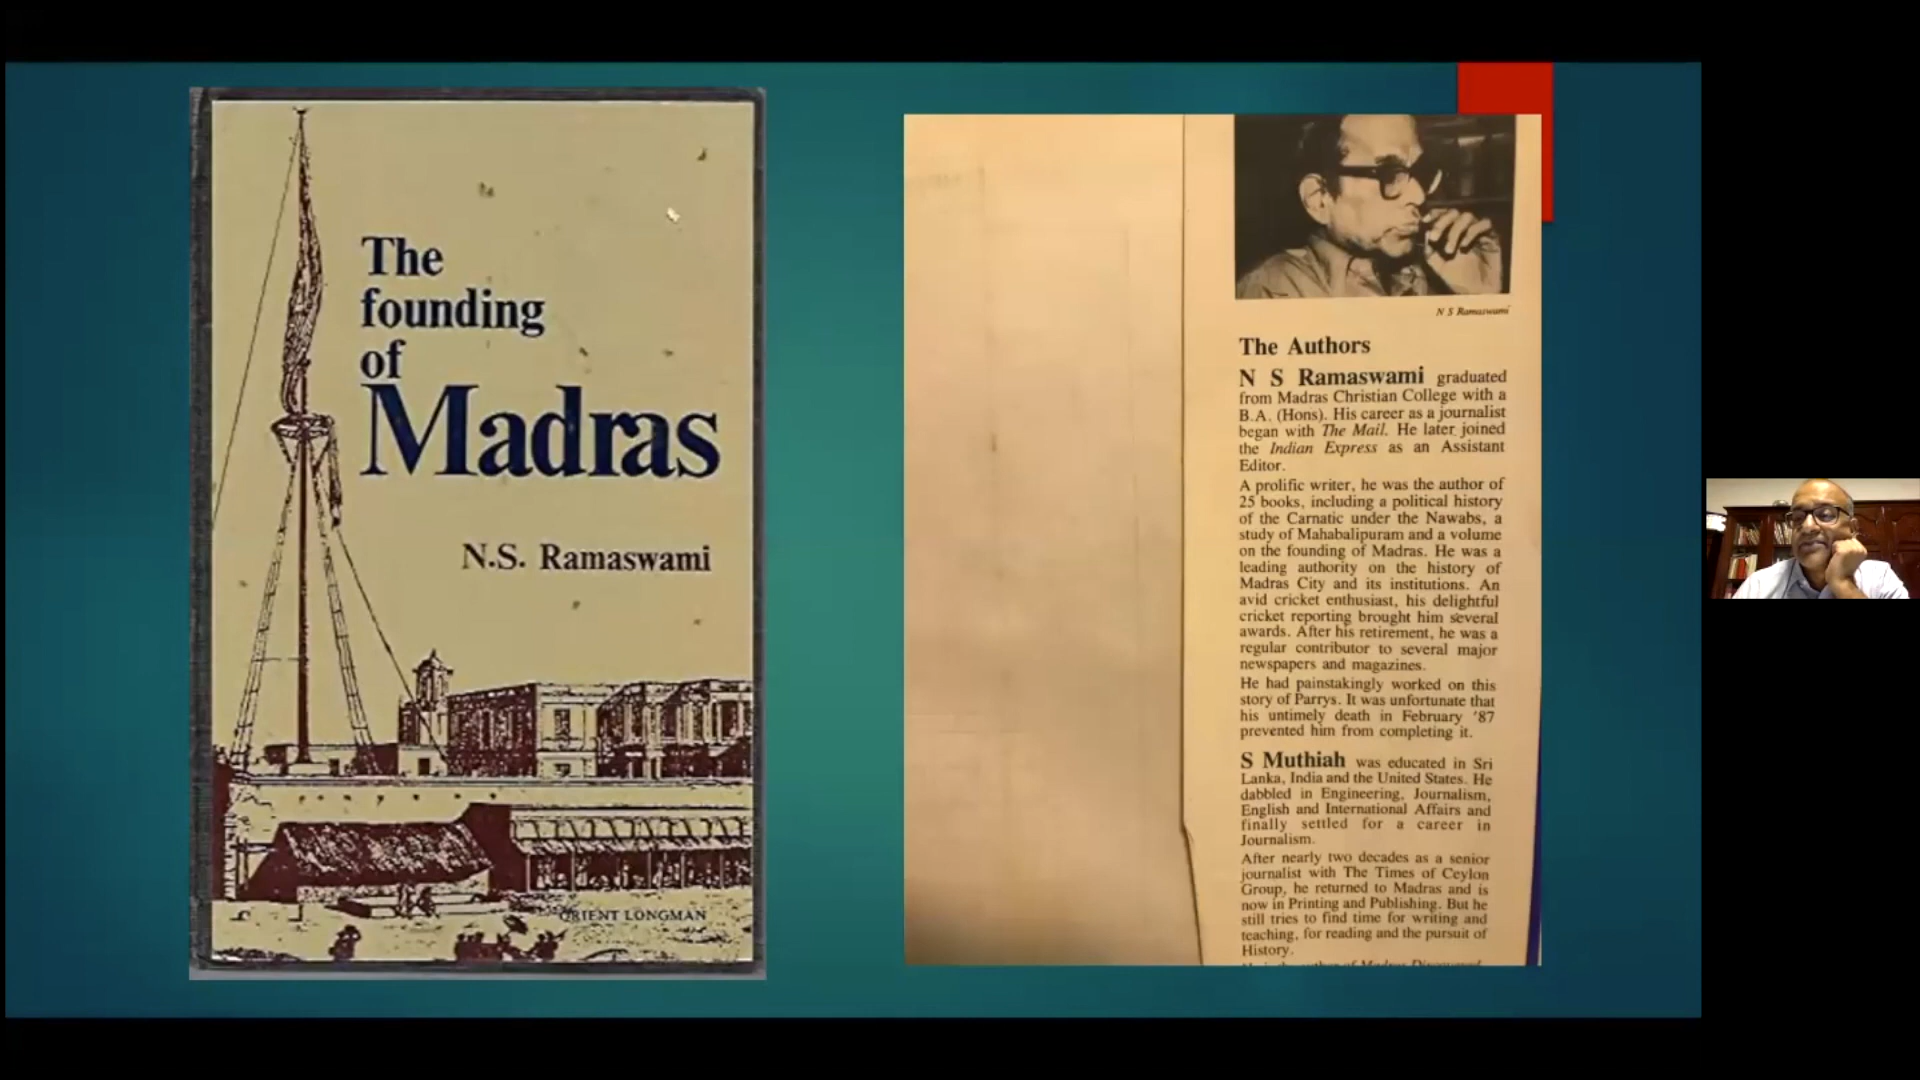 The
founding
of
Madras
N.S. Ramaswami
ORIENT LONGMAN
N S Ramaswami
The Authors
N S Ramaswami graduated
from Madras Christian College with a
B.A. (Hons). His career as a journalist
began with The Mail. He later joined
the Indian Express as an Assistant
Editor.
A prolific writer, he was the author of
25 books, including a political history
of the Carnatic under the Nawabs, a
study of Mahabalipuram and a volume
on the founding of Madras. He was a
leading authority on the history of
Madras City and its institutions. An
avid cricket enthusiast, his delightful
cricket reporting brought him several
awards. After his retirement, he was a
regular contributor to several major
newspapers and magazines.
He had painstakingly worked on this
story of Parrys. It was unfortunate that
his untimely death in February '87
prevented him from completing it.
S Muthiah was educated in Sri
Lanka, India and the United States. He
dabbled in Engineering, Journalism,
English and International Affairs and
finally settled for a career in
Journalism.
After nearly two decades as a senior
journalist with The Times of Ceylon
Group, he returned to Madras and is
now in Printing and Publishing. But he
still tries to find time for writing and
teaching, for reading and the pursuit of
History.